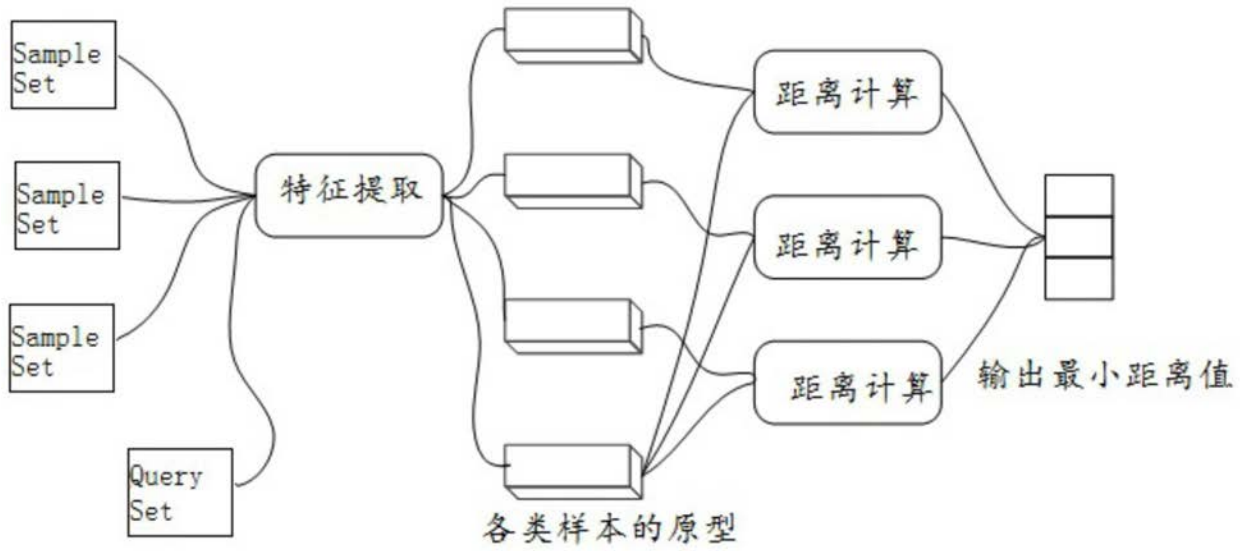 Sample
Set
Sample
Set
Sample
Set
Query
Set
特征提取
各类样本的原型
距离计算
距离计算
距离计算
输出最小距离值